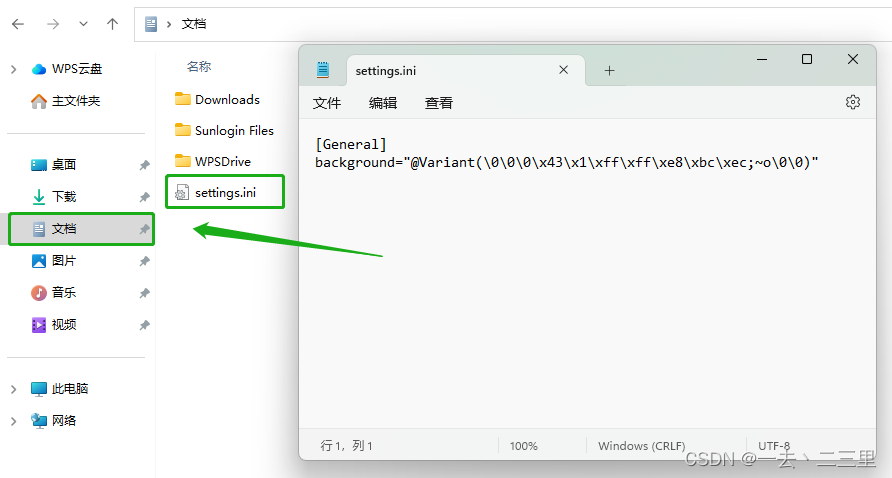 文档
WPS云盘
主文件夹
桌面
下载
文档
图片
音乐
视频
此电脑
网络
名称
Downloads
Sunlogin Files
WPSDrive
settings.ini
settings.ini
文件 编辑 查看
[General]
background="@Variant(\0\0\0\x43\x1\xff\xff\xe8\xbc\xec;~o\0\0)"
行 1，列 1 100% Windows (CRLF) UTF-8
CSDN @一去丶二三里